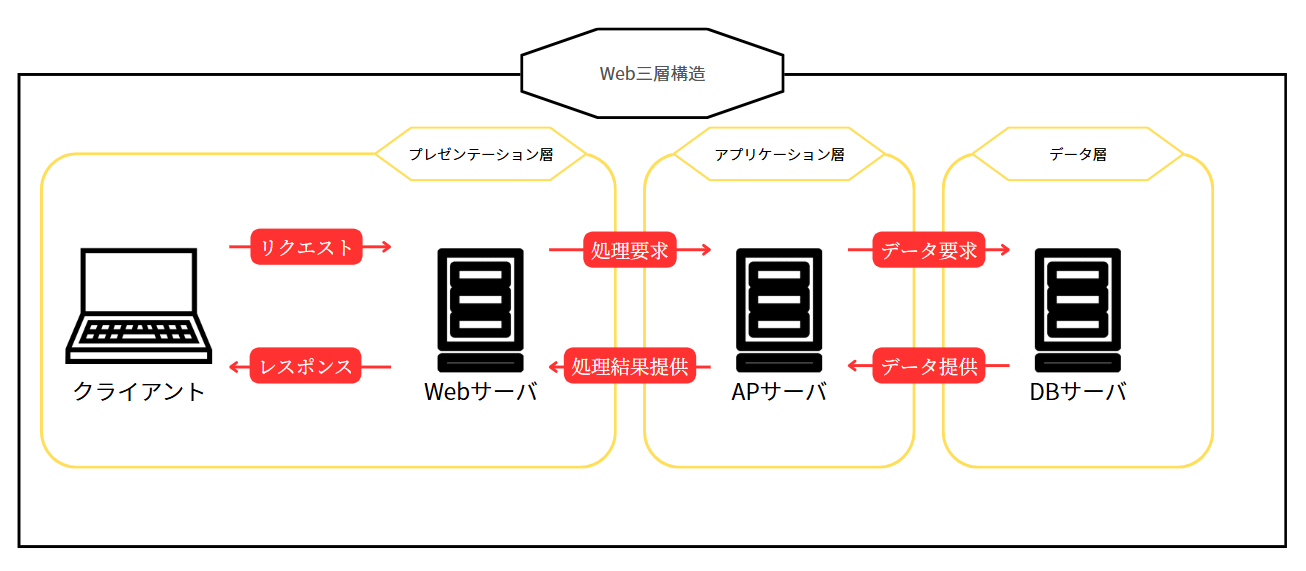 Web三層構造
プレゼンテーション層
アプリケーション層
データ層
リクエスト
処理要求
データ要求
レスポンス
処理結果提供
データ提供
クライアント
Webサーバ
APサーバ
DBサーバ